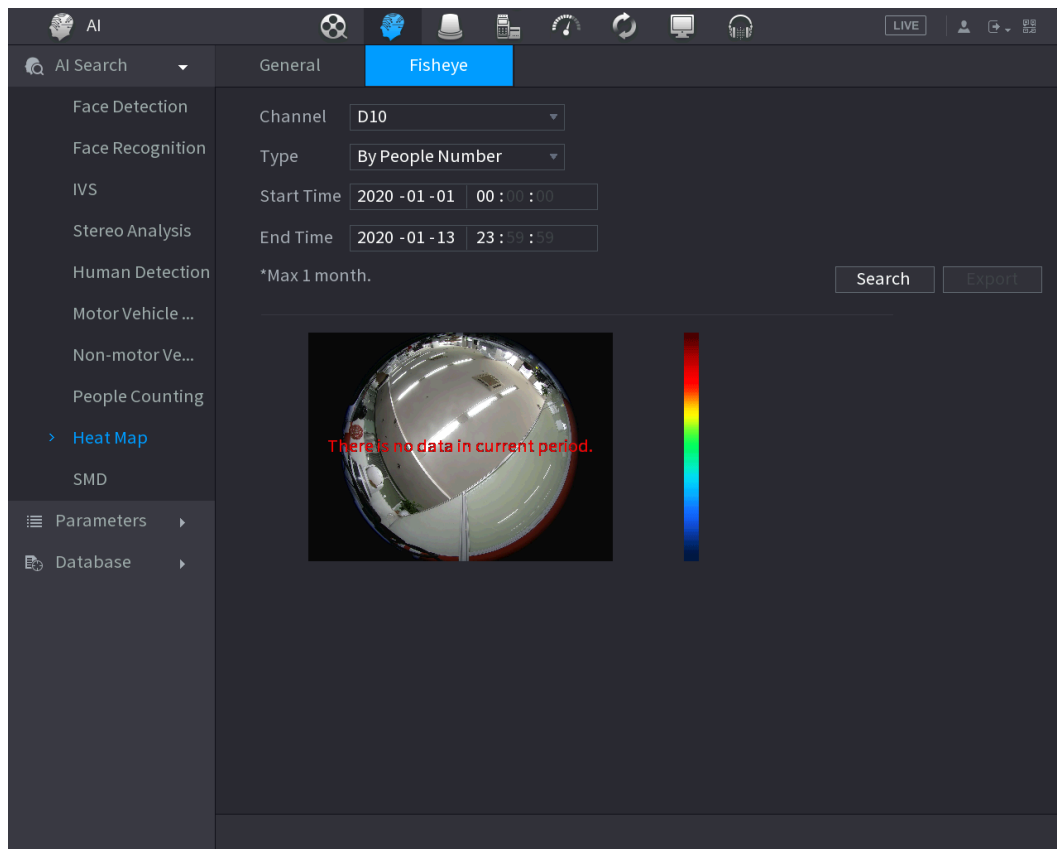 AI
LIVE
AI Search
General
Fisheye
Face Detection
Face Recognition
IVS
Stereo Analysis
Human Detection
Motor Vehicle ...
Non-motor Ve...
People Counting
Heat Map
SMD
Parameters
Database
Channel D10
Type By People Number
Start Time 2020 -01 -01 00 : 00 : 00
End Time 2020 -01 -13 23 : 59 : 59
*Max 1 month.
Search
Export
There is no data in current period.